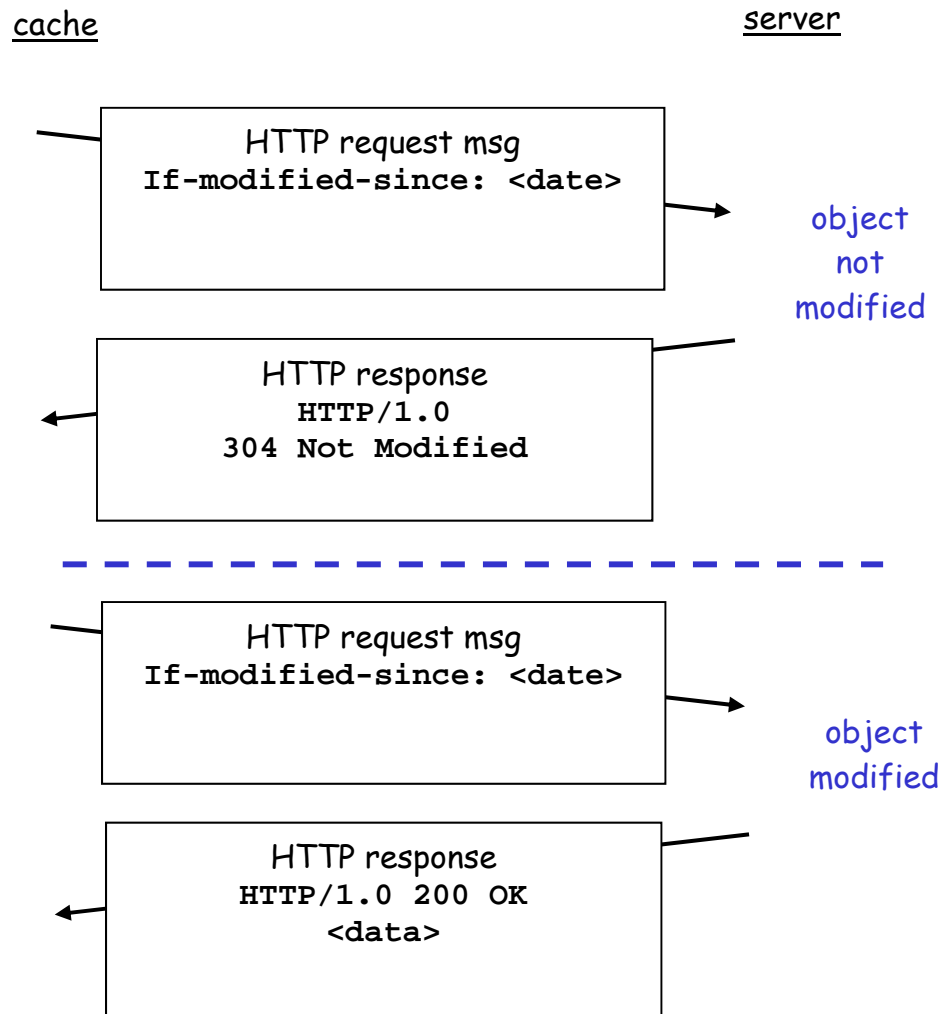 cache
server
HTTP request msg
If-modified-since: <date>
object
not
modified
HTTP response
HTTP/1.0
304 Not Modified
HTTP request msg
If-modified-since: <date>
object
modified
HTTP response
HTTP/1.0 200 OK
<data>